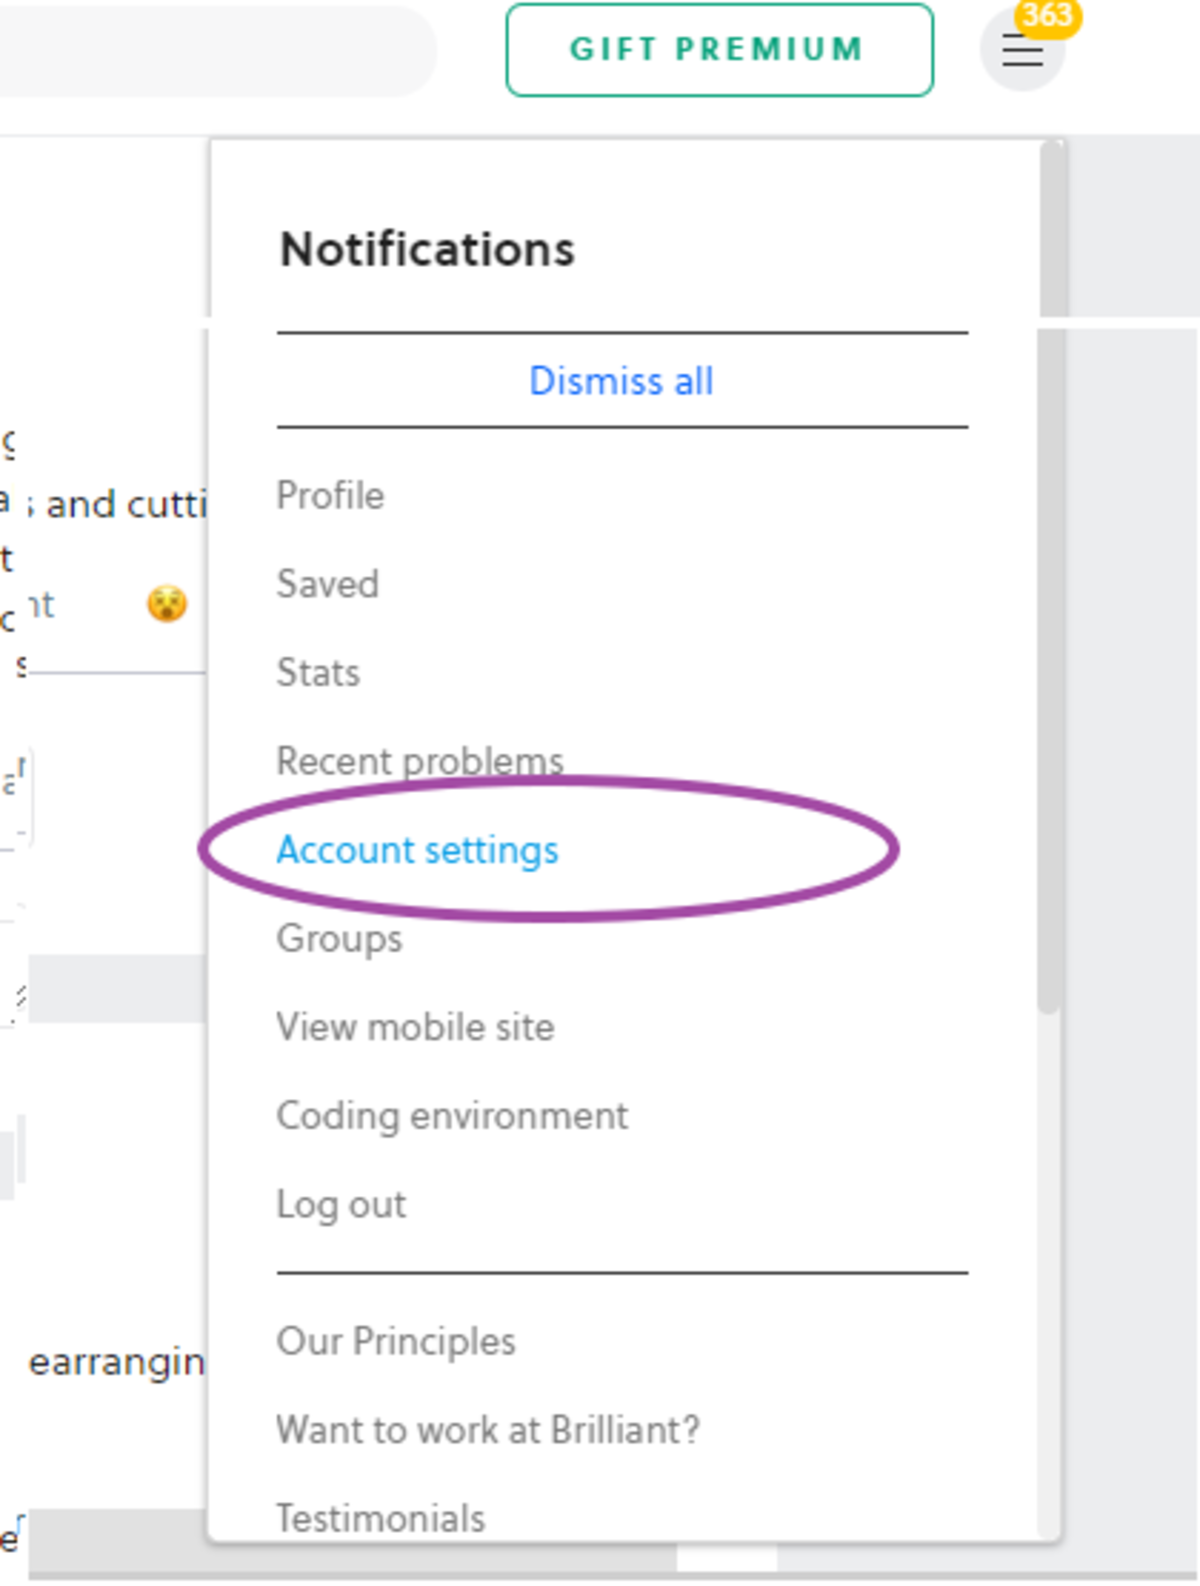 GIFT PREMIUM
363
Notifications
Dismiss all
Profile
and cutti
Saved
Stats
Recent problems
Account settings
Groups
View mobile site
Coding environment
Log out
Our Principles
earrangin
Want to work at Brilliant?
Testimonials